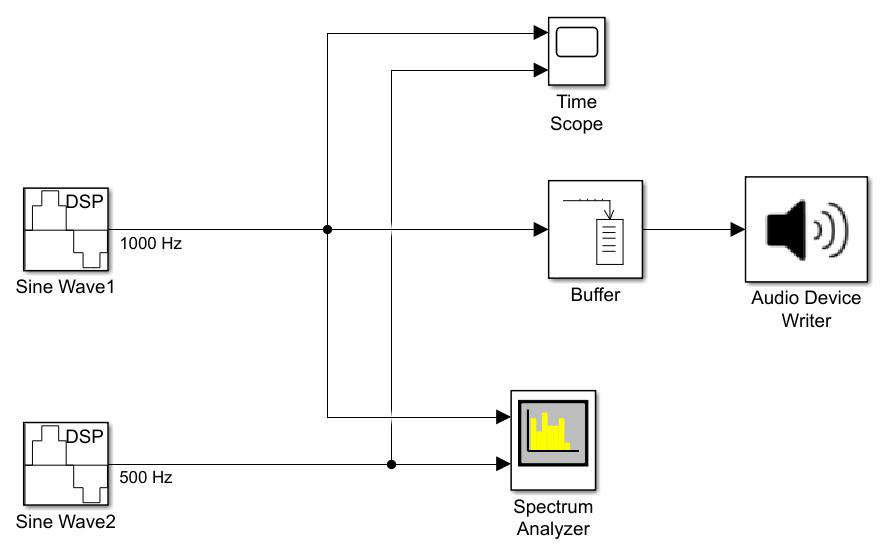 Time
Scope
DSP
1000 Hz
Sine Wave1
Buffer
Audio Device
Writer
DSP
500 Hz
Sine Wave2
Spectrum
Analyzer